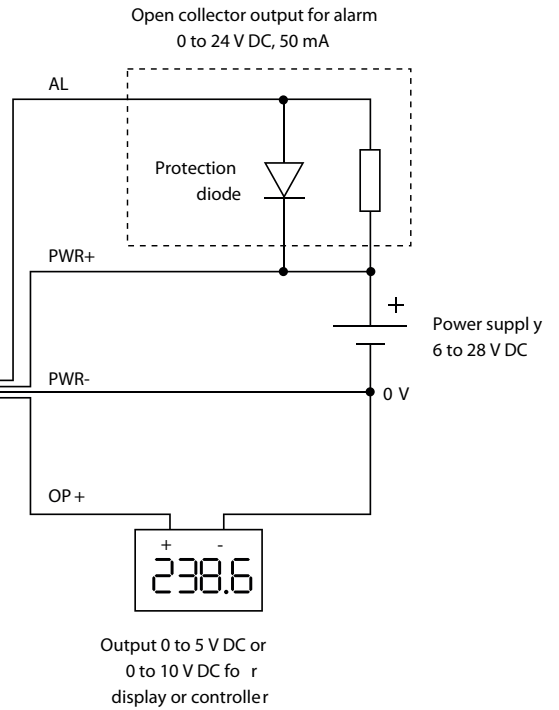 Open collector output for alarm
0 to 24 V DC, 50 mA
AL
Protection
diode
PWR+
+
Power suppl y
6 to 28 V DC
PWR-
0 V
OP +
+ -
238.6
Output 0 to 5 V DC or
0 to 10 V DC fo r
display or controller